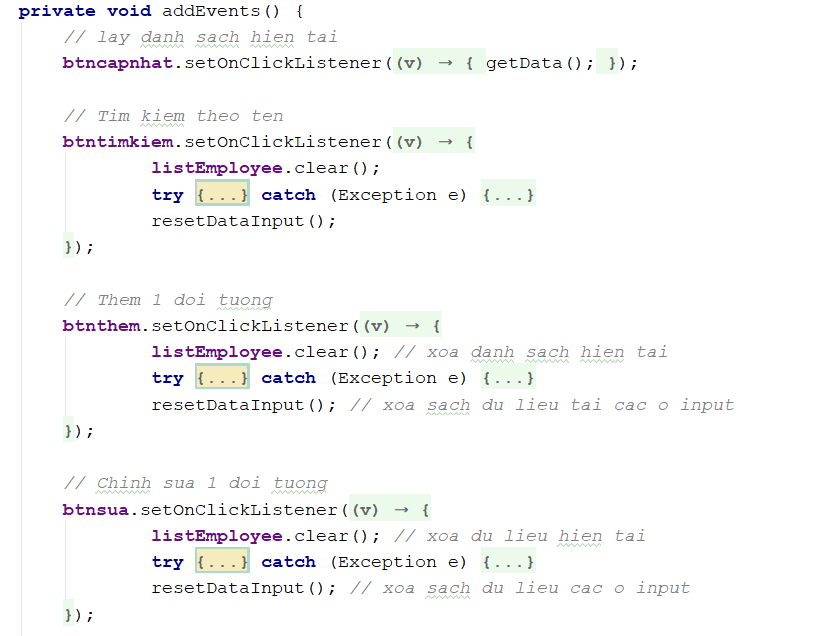 private void addEvents() {
// lay danh sach hien tai
btncapnhat.setOnClickListener((v) → { getData(); });
// Tim kiem theo ten
btntimkiem.setOnClickListener((v) → {
listEmployee.clear();
try {...} catch (Exception e) {...}
resetDataInput();
});
// Them 1 doi tuong
btnthem.setOnClickListener((v) → {
listEmployee.clear(); // xoa danh sach hien tai
try {...} catch (Exception e) {...}
resetDataInput(); // xoa sach du lieu tai cac o input
});
// Chinh sua 1 doi tuong
btnsua.setOnClickListener((v) → {
listEmployee.clear(); // xoa du lieu hien tai
try {...} catch (Exception e) {...}
resetDataInput(); // xoa sach du lieu cac o input
});